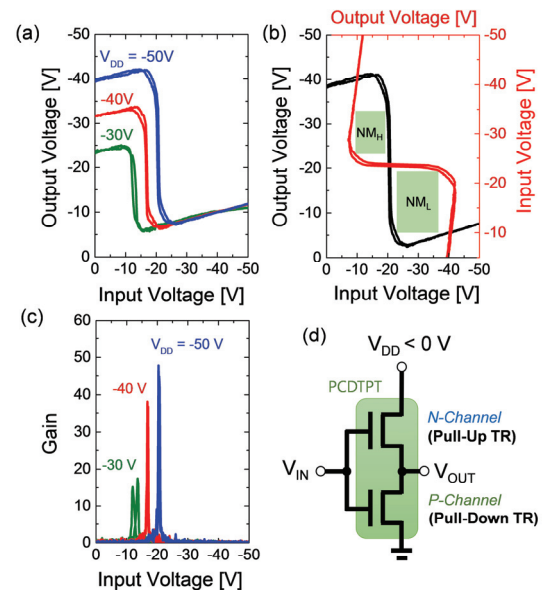 (a)
V_DD = -50V
-40V
-30V
Output Voltage [V]
-50
-40
-30
-20
-10
0
0 -10 -20 -30 -40 -50
Input Voltage [V]
(b)
Output Voltage [V]
NM_H
NM_L
Output Voltage [V]
-50
-40
-30
-20
-10
0
Input Voltage [V]
-50
-40
-30
-20
-10
0 -10 -20 -30 -40 -50
Input Voltage [V]
(c)
V_DD = -50 V
-40 V
-30 V
Gain
60
50
40
30
20
10
0
0 -10 -20 -30 -40 -50
Input Voltage [V]
(d)
V_DD < 0 V
PCDTPT
N-Channel
(Pull-Up TR)
V_IN
V_OUT
P-Channel
(Pull-Down TR)